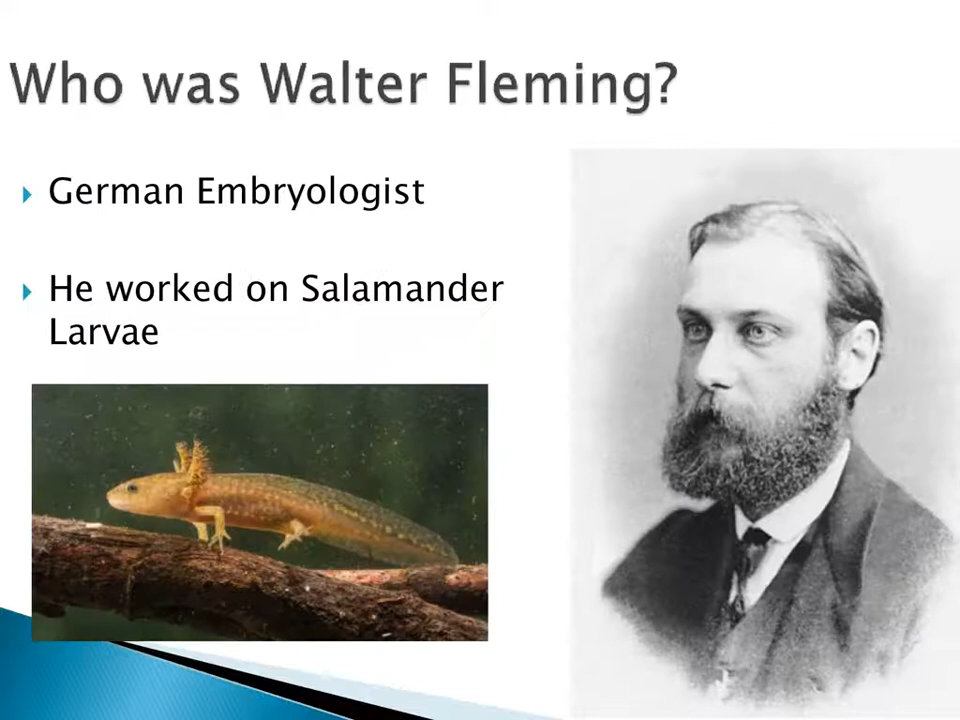 Who was Walter Fleming?
German Embryologist
He worked on Salamander
Larvae